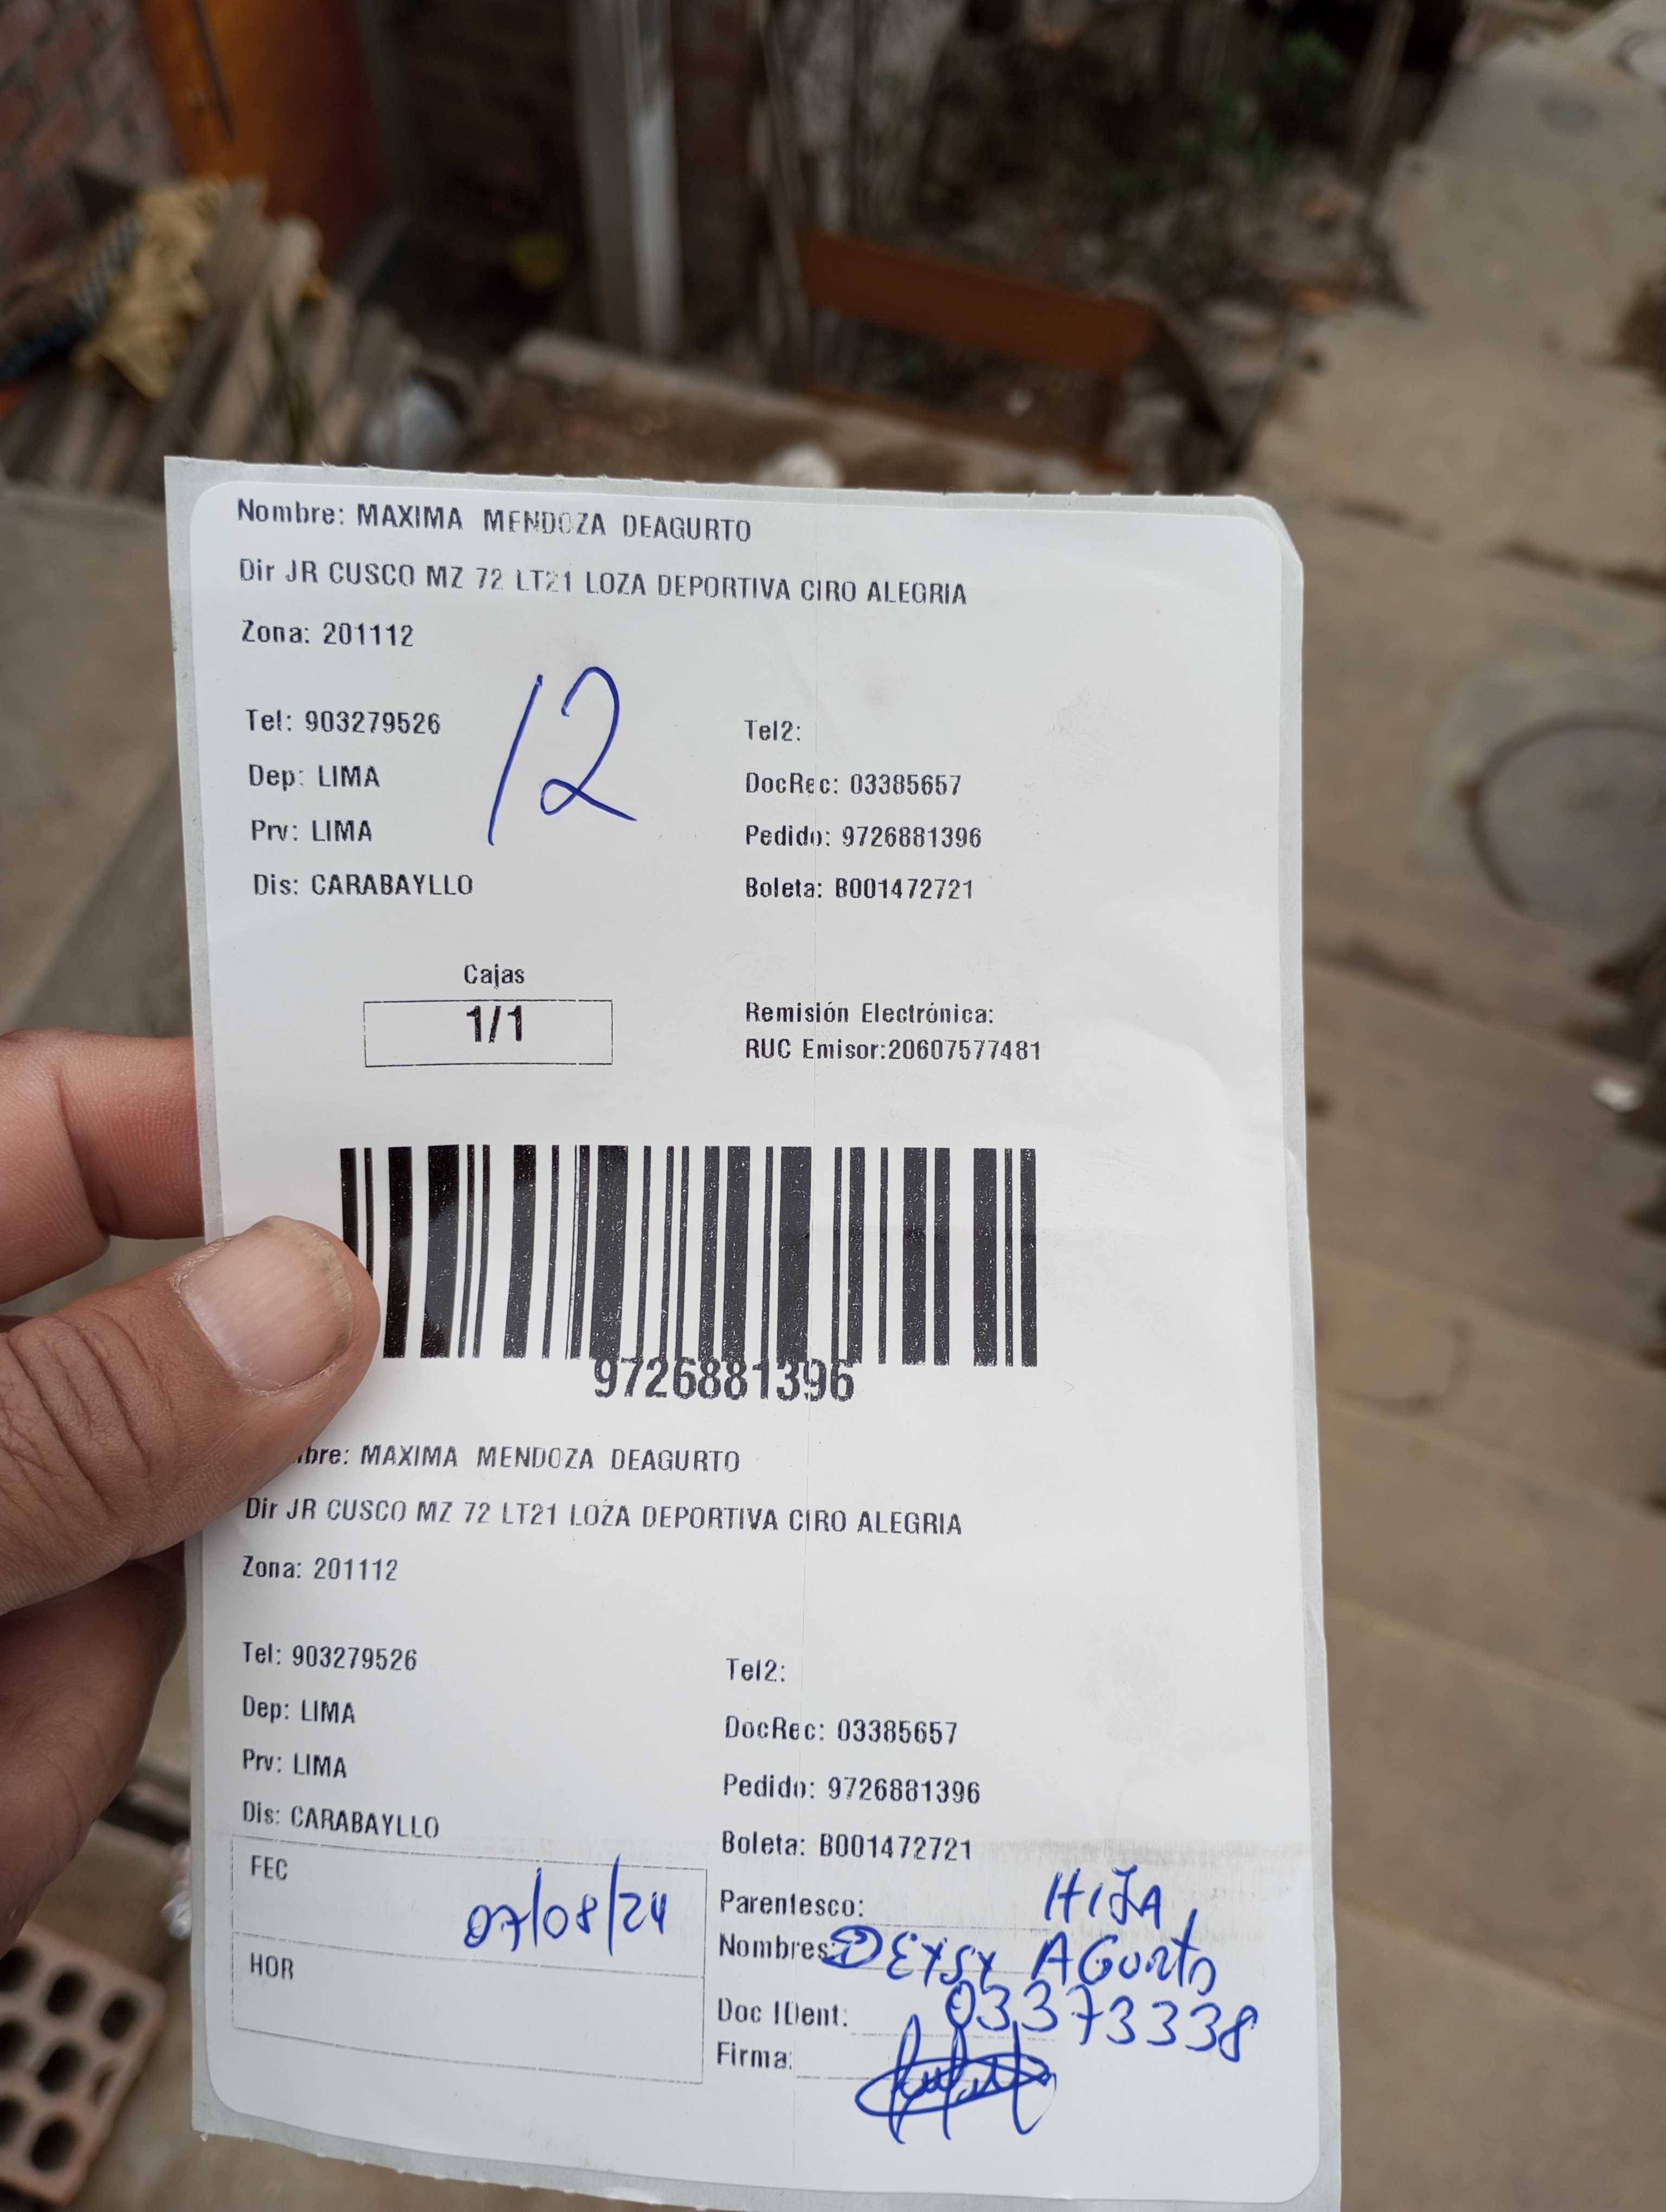 Nombre: MAXIMA MENDOZA DEAGURTO
Dir JR CUSCO MZ 72 LT21 LOZA DEPORTIVA CIRO ALEGRIA
Zona: 201112
12
Tel: 903279526 Tel2:
Dep: LIMA DocRec: 03385657
Prv: LIMA Pedido: 9726881396
Dis: CARABAYLLO Boleta: B001472721
Cajas
1/1
Remisión Electrónica:
RUC Emisor:20607577481
9726881396
bre: MAXIMA MENDOZA DEAGURTO
Dir JR CUSCO MZ 72 LT21 LOZA DEPORTIVA CIRO ALEGRIA
Zona: 201112
Tel: 903279526 Tel2:
Dep: LIMA DocRec: 03385657
Prv: LIMA Pedido: 9726881396
Dis: CARABAYLLO Boleta: B001472721
FEC 07/08/24
HOR
Parentesco: HIJA
Nombres: DEYSY AGURTO
Doc IDent: 03373338
Firma: